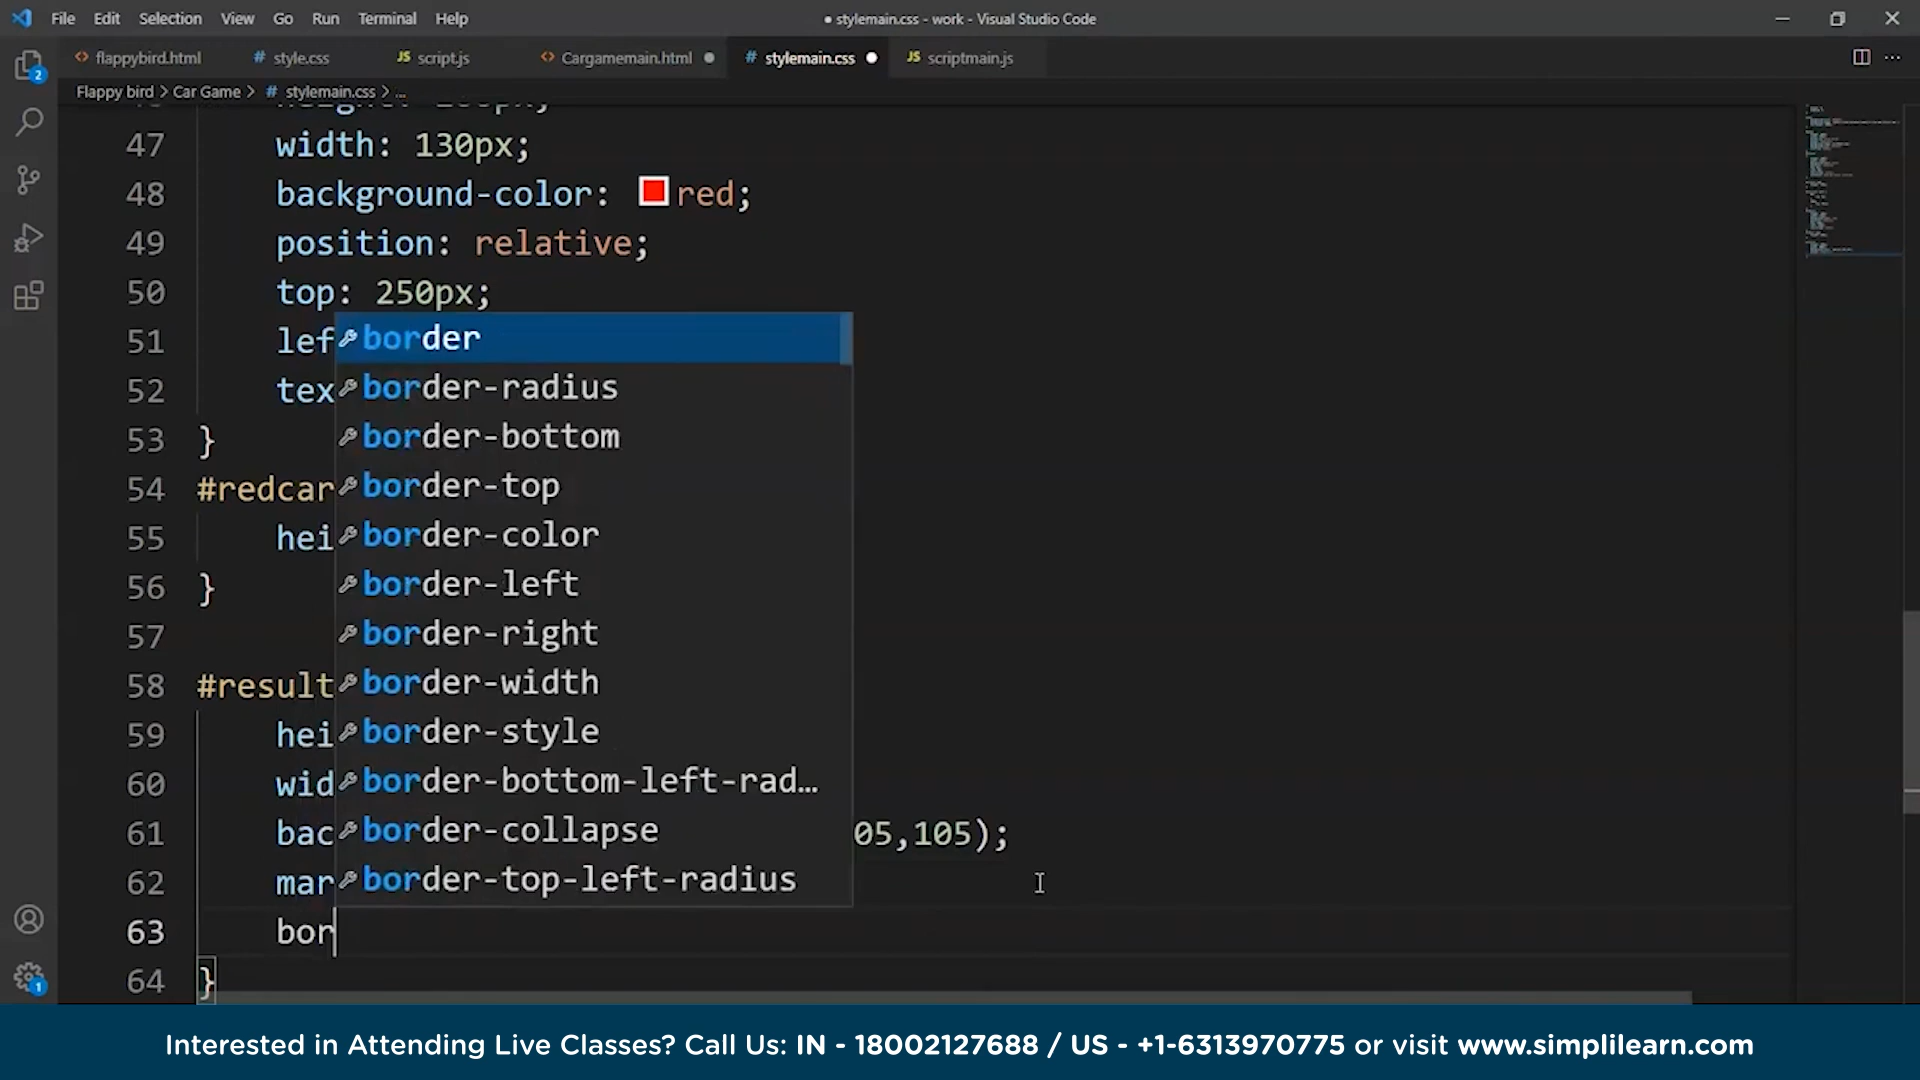 File Edit Selection View Go Run Terminal Help ● stylemain.css - work - Visual Studio Code
flappybird.html # style.css JS script.js Cargamemain.html ● # stylemain.css ● JS scriptmain.js
Flappy bird > Car Game > # stylemain.css > ...
2
47 width: 130px;
48 background-color: red;
49 position: relative;
50 top: 250px;
51 lef border
border-radius
52 tex border-bottom
53 } border-top
54 #redcar border-color
55 hei border-left
56 } border-right
57 border-width
58 #result border-style
59 hei border-bottom-left-rad...
60 wid border-collapse
61 bac 05,105);
62 mar border-top-left-radius
63 bor
64 }
1
Interested in Attending Live Classes? Call Us: IN - 18002127688 / US - +1-6313970775 or visit www.simplilearn.com